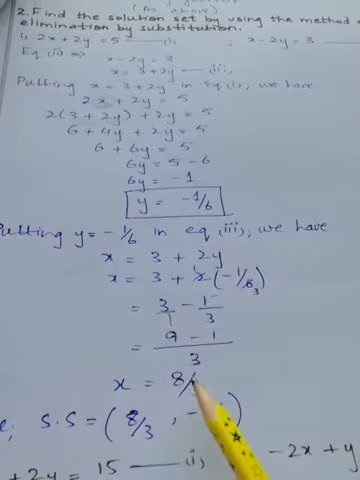 (As above)
2. Find the solution set by using the method of
elimination by substitution.
i, 2x + 2y = 5 ——— (i, ; x - 2y = 3
Eq (ii) => x - 2y = 3
x = 3 + 2y —— (iii,
Putting x = 3 + 2y in eq (i), we have
2x + 2y = 5
2(3 + 2y) + 2y = 5
6 + 4y + 2y = 5
6 + 6y = 5
6y = 5 - 6
6y = -1
y = -1/6
Putting y = -1/6 in eq (iii), we have
x = 3 + 2y
x = 3 + 2(-1/6)
= 3/1 - 1/3
= 9 - 1 / 3
x = 8/
; S.S = (8/3 , -
+ 2y = 15 ——— (i, -2x + y